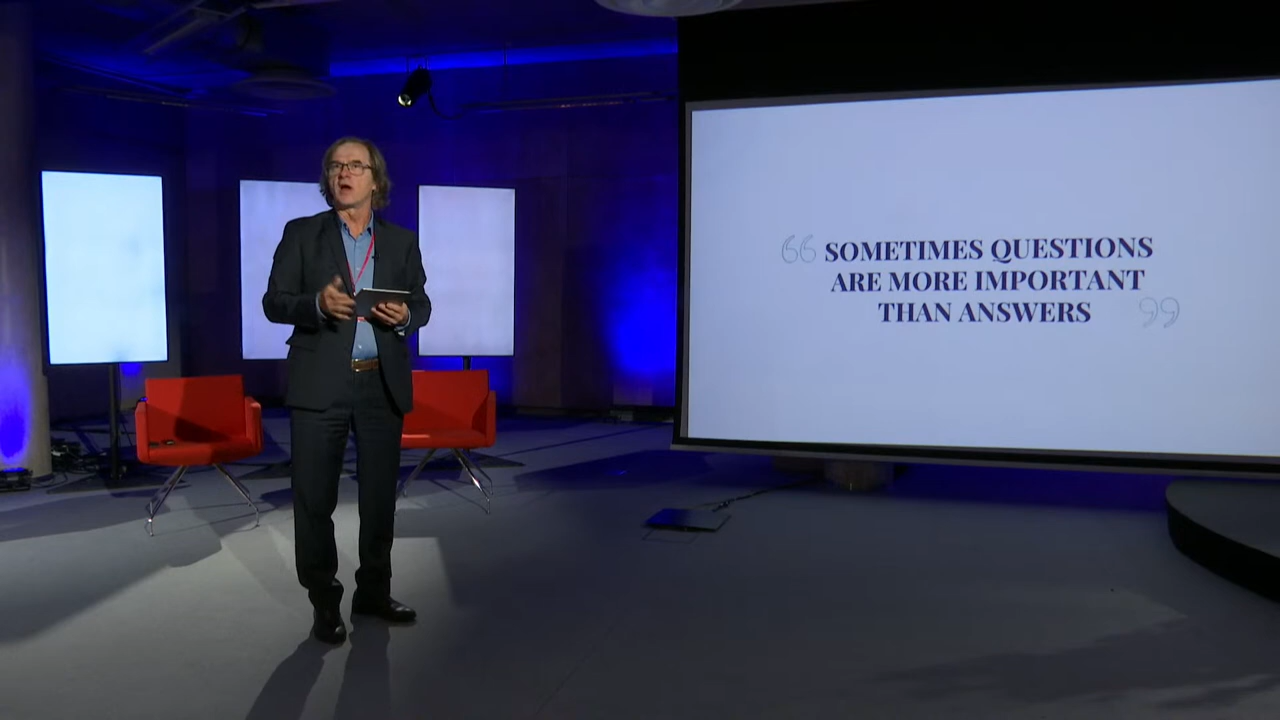 “ SOMETIMES QUESTIONS
ARE MORE IMPORTANT
THAN ANSWERS ”